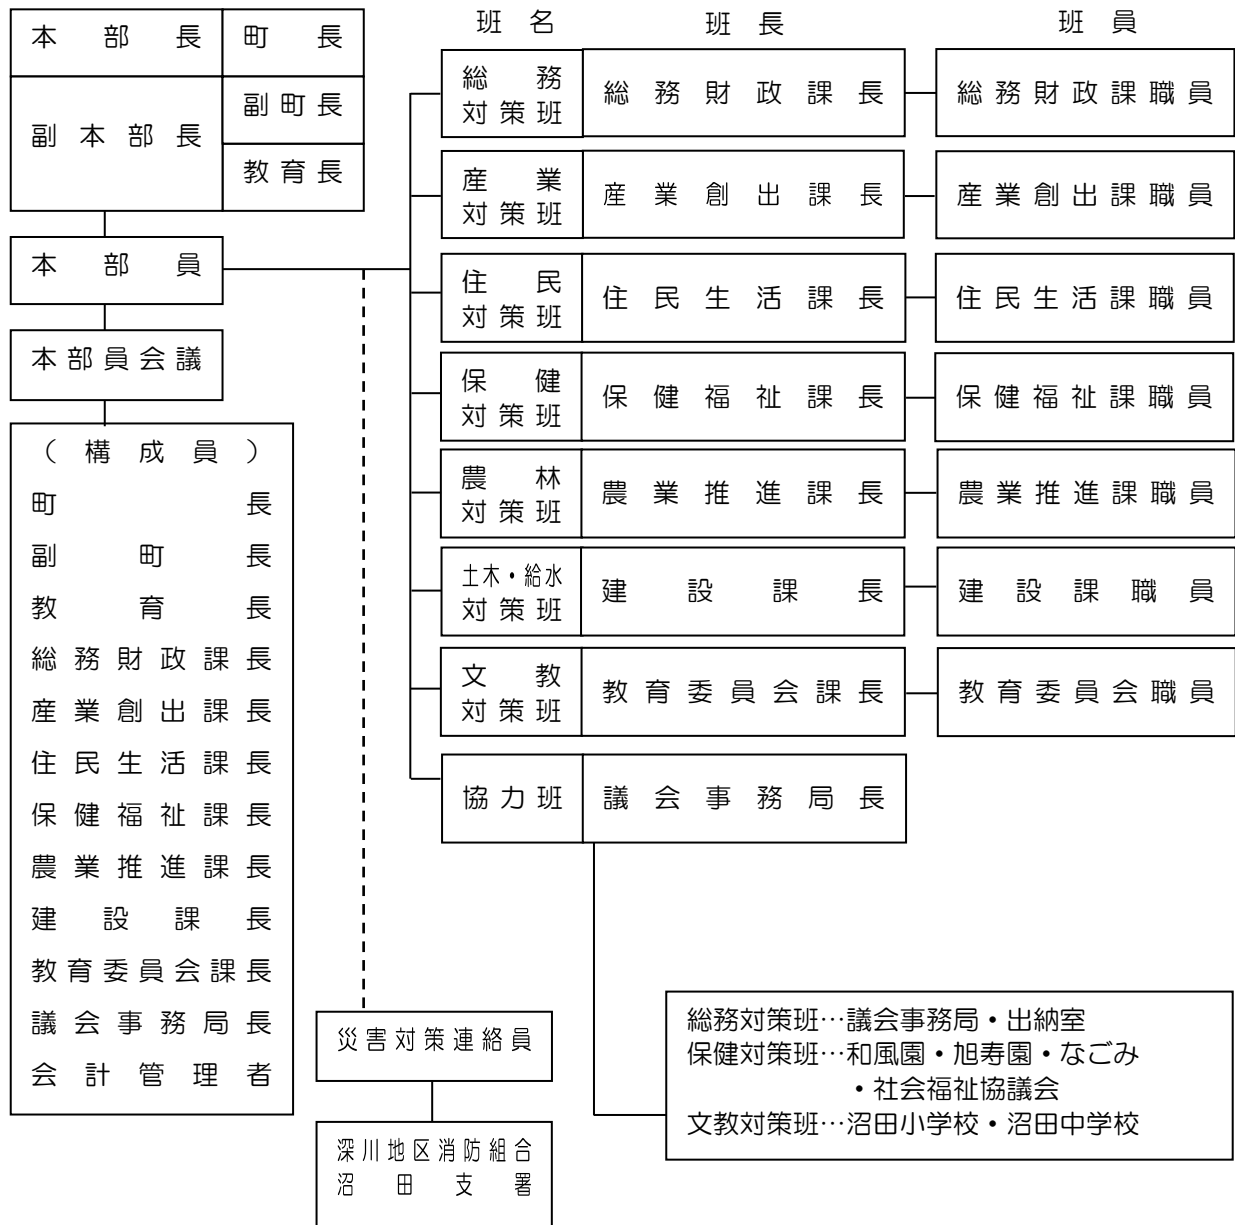 本部長 町長
副本部長 副町長
教育長
本部員
本部員会議
（構成員）
町長
副町長
教育長
総務財政課長
産業創出課長
住民生活課長
保健福祉課長
農業推進課長
建設課長
教育委員会課長
議会事務局長
会計管理者
班名 班長 班員
総務
対策班 総務財政課長 総務財政課職員
産業
対策班 産業創出課長 産業創出課職員
住民
対策班 住民生活課長 住民生活課職員
保健
対策班 保健福祉課長 保健福祉課職員
農林
対策班 農業推進課長 農業推進課職員
土木・給水
対策班 建設課長 建設課職員
文教
対策班 教育委員会課長 教育委員会職員
協力班 議会事務局長
災害対策連絡員
深川地区消防組合
沼田支署
総務対策班…議会事務局・出納室
保健対策班…和風園・旭寿園・なごみ
・社会福祉協議会
文教対策班…沼田小学校・沼田中学校